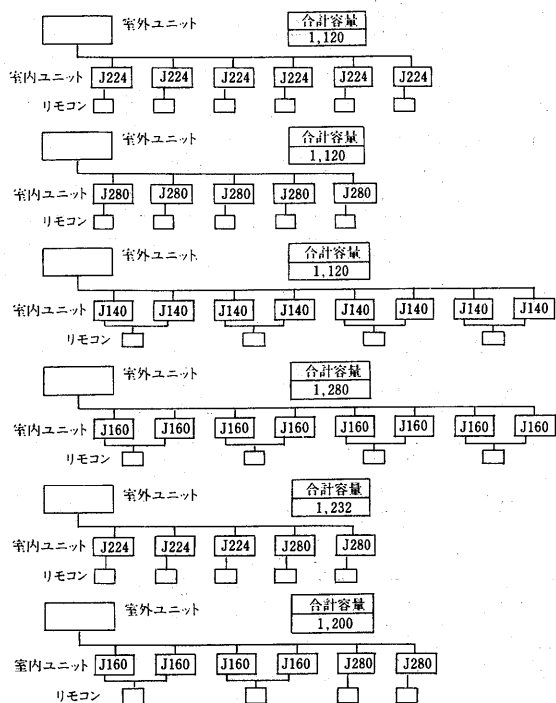 室外ユニット 合計容量
1,120
室内ユニット J224 J224 J224 J224 J224 J224
リモコン
室外ユニット 合計容量
1,120
室内ユニット J280 J280 J280 J280 J280
リモコン
室外ユニット 合計容量
1,120
室内ユニット J140 J140 J140 J140 J140 J140 J140 J140
リモコン
室外ユニット 合計容量
1,280
室内ユニット J160 J160 J160 J160 J160 J160 J160 J160
リモコン
室外ユニット 合計容量
1,232
室内ユニット J224 J224 J224 J280 J280
リモコン
室外ユニット 合計容量
1,200
室内ユニット J160 J160 J160 J160 J280 J280
リモコン